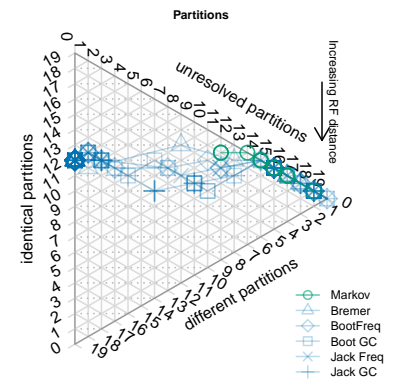 Partitions
Increasing RF distance
unresolved partitions
0 1 2 3 4 5 6 7 8 9 10 11 12 13 14 15 16 17 18 19
identical partitions
19
18
17
16
15
14
13
12
11
10
9
8
7
6
5
4
3
2
1
0
different partitions
0 1 2 3 4 5 6 7 8 9 10 11 12 13 14 15 16 17 18 19
Markov
Bremer
BootFreq
Boot GC
Jack Freq
Jack GC